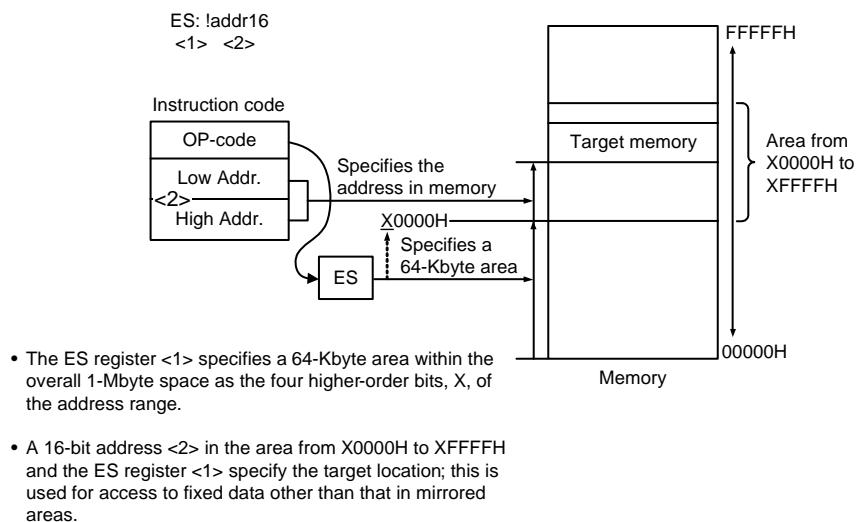 ES: !addr16
<1> <2>
FFFFFH
Instruction code
OP-code
Low Addr.
<2>
High Addr.
Specifies the
address in memory
Target memory
Area from
X0000H to
XFFFFH
X0000H
Specifies a
64-Kbyte area
ES
00000H
Memory
• The ES register <1> specifies a 64-Kbyte area within the
overall 1-Mbyte space as the four higher-order bits, X, of
the address range.
• A 16-bit address <2> in the area from X0000H to XFFFFH
and the ES register <1> specify the target location; this is
used for access to fixed data other than that in mirrored
areas.